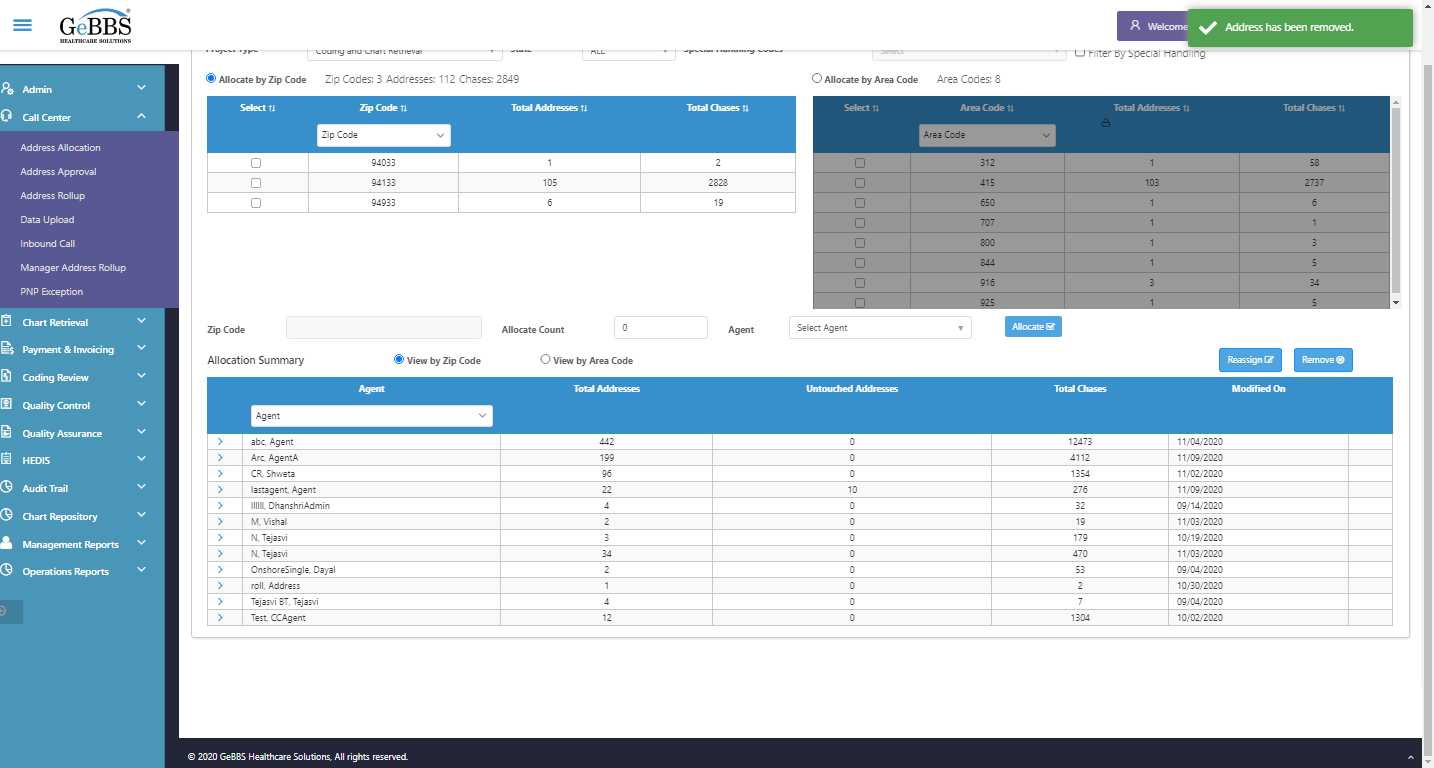 GeBBS
HEALTHCARE SOLUTIONS
Welcome
Address has been removed.
Project Type Coding and Chart Retrieval State ALL Special Handling Codes Select Filter By Special Handling
Allocate by Zip Code Zip Codes: 3 Addresses: 112 Chases: 2849
Allocate by Area Code Area Codes: 8
Select Zip Code Total Addresses Total Chases
Zip Code
94033 1 2
94133 105 2828
94933 6 19
Select Area Code Total Addresses Total Chases
Area Code
312 1 58
415 103 2737
650 1 6
707 1 1
800 1 3
844 1 5
916 3 34
925 1 5
Zip Code Allocate Count 0 Agent Select Agent Allocate
Allocation Summary View by Zip Code View by Area Code Reassign Remove
Agent Total Addresses Untouched Addresses Total Chases Modified On
Agent
abc, Agent 442 0 12473 11/04/2020
Arc, AgentA 199 0 4112 11/09/2020
CR, Shweta 96 0 1354 11/02/2020
lastagent, Agent 22 10 276 11/09/2020
DhanshriAdmin 4 0 32 09/14/2020
M, Vishal 2 0 19 11/03/2020
N, Tejasvi 3 0 179 10/19/2020
N, Tejasvi 34 0 470 11/03/2020
OnshoreSingle, Dayal 2 0 53 09/04/2020
roll, Address 1 0 2 10/30/2020
Tejasvi BT, Tejasvi 4 0 7 09/04/2020
Test, CCAgent 12 0 1304 10/02/2020
Admin
Call Center
Address Allocation
Address Approval
Address Rollup
Data Upload
Inbound Call
Manager Address Rollup
PNP Exception
Chart Retrieval
Payment & Invoicing
Coding Review
Quality Control
Quality Assurance
HEDIS
Audit Trail
Chart Repository
Management Reports
Operations Reports
© 2020 GeBBS Healthcare Solutions, All rights reserved.